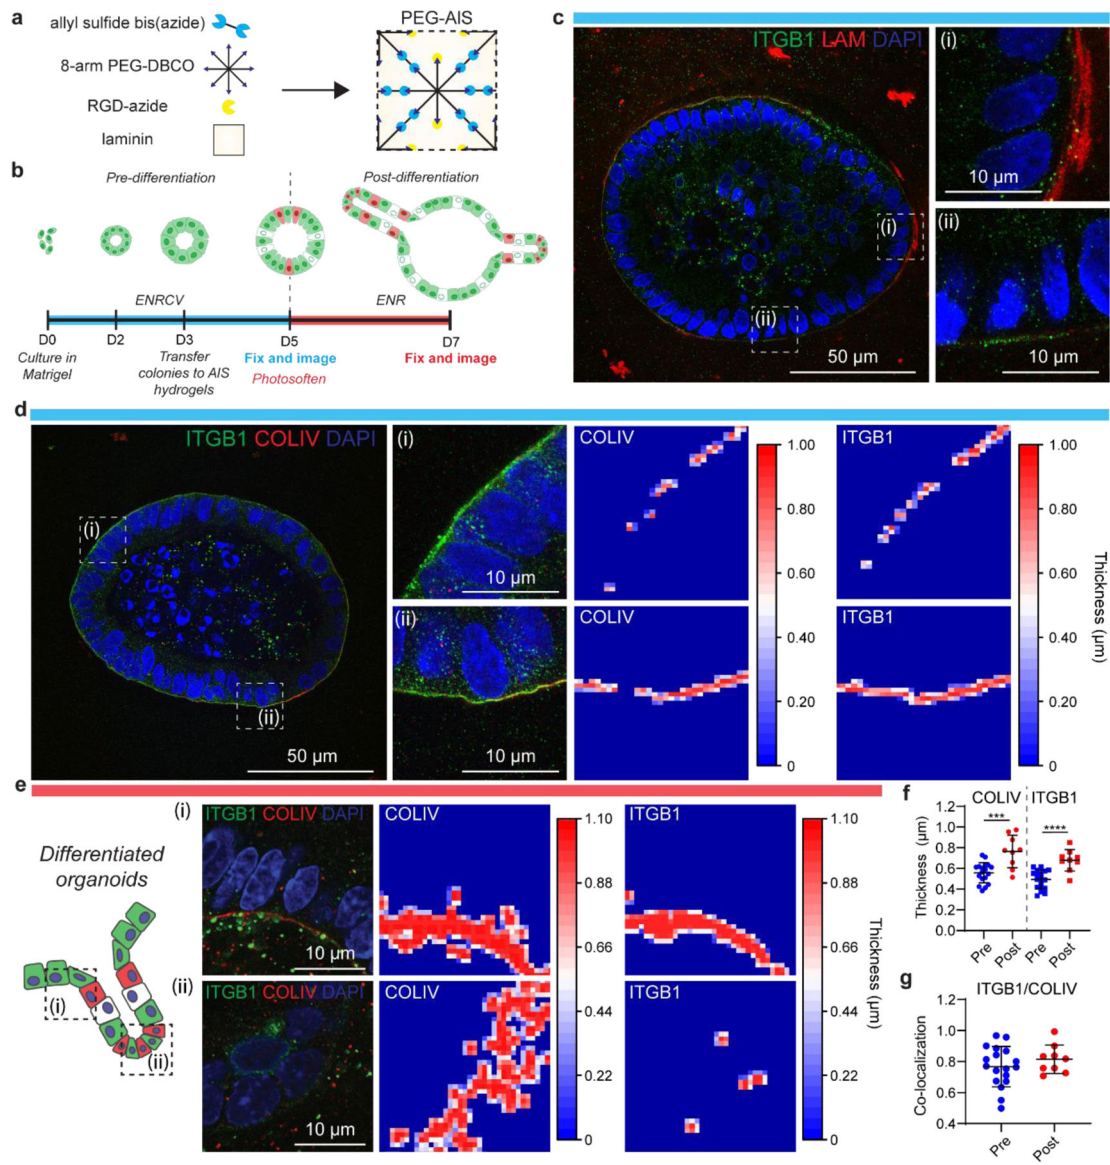 a
allyl sulfide bis(azide)
8-arm PEG-DBCO
RGD-azide
laminin
PEG-AIS
b
Pre-differentiation
Post-differentiation
ENRCV
ENR
D0
D2
D3
D5
D7
Culture in
Matrigel
Transfer
colonies to AIS
hydrogels
Fix and image
Photosoften
Fix and image
c
ITGB1 LAM DAPI
(i)
(ii)
50 µm
(i)
10 µm
(ii)
10 µm
d
ITGB1 COLIV DAPI
(i)
(ii)
50 µm
(i)
10 µm
(ii)
10 µm
COLIV
COLIV
1.00
0.80
0.60
0.40
0.20
0
ITGB1
ITGB1
1.00
0.80
0.60
0.40
0.20
0
Thickness (µm)
e
Differentiated
organoids
(i)
(ii)
(i)
ITGB1 COLIV DAPI
10 µm
(ii)
ITGB1 COLIV DAPI
10 µm
COLIV
COLIV
1.10
0.88
0.66
0.44
0.22
0
Thickness (µm)
ITGB1
ITGB1
1.10
0.88
0.66
0.44
0.22
0
f
COLIV
ITGB1
***
****
Thickness (µm)
1.2
1.0
0.8
0.6
0.4
0.2
0.0
Pre
Post
Pre
Post
g
ITGB1/COLIV
Co-localization
1.2
1.0
0.8
0.6
0.4
Pre
Post